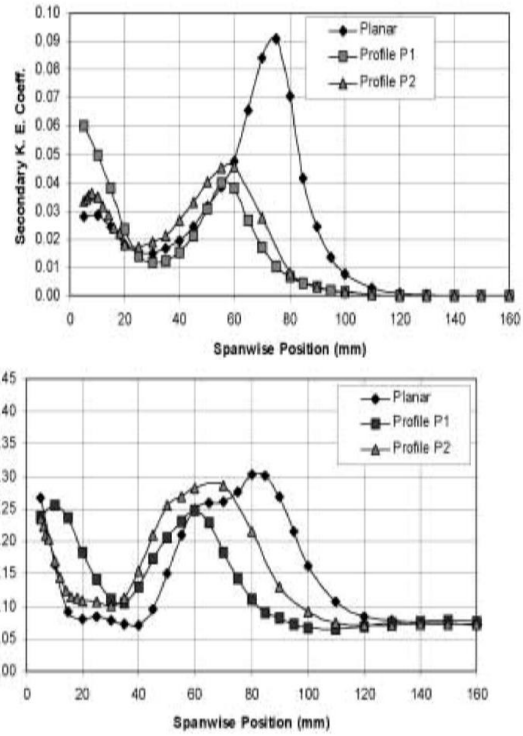 0.10
0.09
0.08
0.07
0.06
0.05
0.04
0.03
0.02
0.01
0.00
Secondary K. E. Coeff.
Planar
Profile P1
Profile P2
0 20 40 60 80 100 120 140 160
Spanwise Position (mm)
.45
.40
.35
.30
.25
.20
.15
.10
.05
.00
Planar
Profile P1
Profile P2
0 20 40 60 80 100 120 140 160
Spanwise Position (mm)